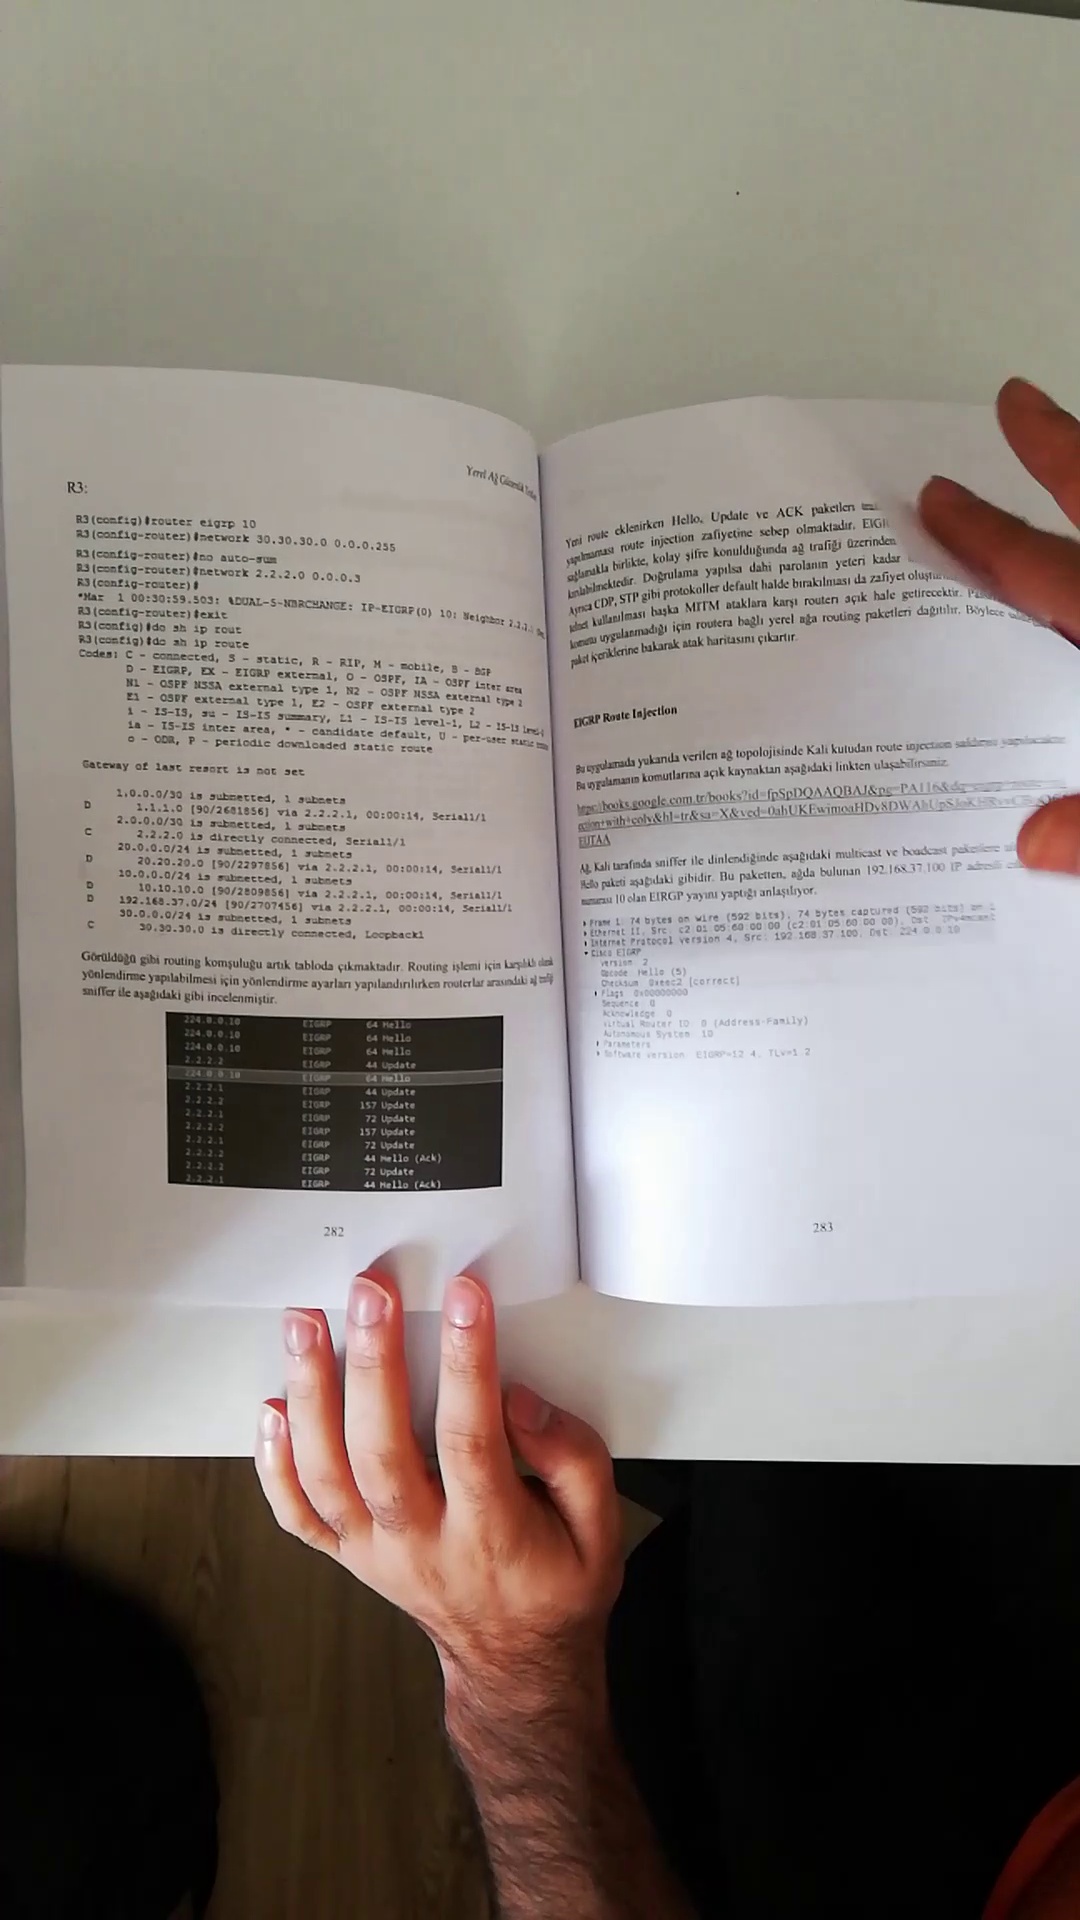 Yerel Ağ Güvenlik
R3:
R3(config)#router eigrp 10
R3(config-router)#network 30.30.30.0 0.0.0.255
R3(config-router)#no auto-sum
R3(config-router)#network 2.2.2.0 0.0.0.3
R3(config-router)#
*Mar 1 00:30:59.503: %DUAL-5-NBRCHANGE: IP-EIGRP(0) 10: Neighbor 2.2.2.
R3(config-router)#exit
R3(config)#do sh ip rout
R3(config)#do sh ip route
Codes: C - connected, S - static, R - RIP, M - mobile, B - BGP
D - EIGRP, EX - EIGRP external, O - OSPF, IA - OSPF inter area
N1 - OSPF NSSA external type 1, N2 - OSPF NSSA external type 2
E1 - OSPF external type 1, E2 - OSPF external type 2
i - IS-IS, su - IS-IS summary, L1 - IS-IS level-1, L2 - IS-IS level-2
ia - IS-IS inter area, * - candidate default, U - per-user static route
o - ODR, P - periodic downloaded static route
Gateway of last resort is not set
1.0.0.0/30 is subnetted, 1 subnets
D 1.1.1.0 [90/2681856] via 2.2.2.1, 00:00:14, Serial1/1
2.0.0.0/30 is subnetted, 1 subnets
C 2.2.2.0 is directly connected, Serial1/1
20.0.0.0/24 is subnetted, 1 subnets
D 20.20.20.0 [90/2297856] via 2.2.2.1, 00:00:14, Serial1/1
10.0.0.0/24 is subnetted, 1 subnets
D 10.10.10.0 [90/2809856] via 2.2.2.1, 00:00:14, Serial1/1
D 192.168.37.0/24 [90/2707456] via 2.2.2.1, 00:00:14, Serial1/1
30.0.0.0/24 is subnetted, 1 subnets
C 30.30.30.0 is directly connected, Loopback1
Görüldüğü gibi routing komşuluğu artık tabloda çıkmaktadır. Routing işlemi için karşılıklı olarak
yönlendirme yapılabilmesi için yönlendirme ayarları yapılandırılırken routerlar arasındaki ağ trafiği
sniffer ile aşağıdaki gibi incelenmiştir.
224.0.0.10 EIGRP 64 Hello
224.0.0.10 EIGRP 64 Hello
224.0.0.10 EIGRP 64 Hello
2.2.2.2 EIGRP 44 Update
224.0.0.10 EIGRP 64 Hello
2.2.2.1 EIGRP 44 Update
2.2.2.2 EIGRP 157 Update
2.2.2.1 EIGRP 72 Update
2.2.2.2 EIGRP 157 Update
2.2.2.1 EIGRP 72 Update
2.2.2.2 EIGRP 44 Hello (Ack)
2.2.2.2 EIGRP 72 Update
2.2.2.1 EIGRP 44 Hello (Ack)
282
Yeni route eklenirken Hello, Update ve ACK paketleri
yapılmaması route injection zafiyetine sebep olmaktadır. EIGR
sağlamakla birlikte, kolay şifre konulduğunda ağ trafiği üzerinden
kırılabilmektedir. Doğrulama yapılsa dahi parolanın yeteri kadar
Ayrıca CDP, STP gibi protokoller default halde bırakılması da zafiyet
telnet kullanılması başka MITM ataklara karşı routerı açık hale getirecektir.
komutu uygulanmadığı için routera bağlı yerel ağa routing paketleri dağıtılır. Böylece
paket içeriklerine bakarak atak haritasını çıkartır.
EIGRP Route Injection
Bu uygulamada yukarıda verilen ağ topolojisinde Kali kutudan route injection saldırısı yapılacaktır.
Bu uygulamanın komutlarına açık kaynaktan aşağıdaki linkten ulaşabilirsiniz.
https://books.google.com.tr/books?id=fpSpDQAAQBAJ&pg=PA116&dq=
EUIAA
Ağ, Kali tarafında sniffer ile dinlendiğinde aşağıdaki multicast ve boadcast paketlere
Hello paketi aşağıdaki gibidir. Bu paketten, ağda bulunan 192.168.37.100 IP adresli
numarası 10 olan EIRGP yayını yaptığı anlaşılıyor.
Frame 1: 74 bytes on wire (592 bits), 74 bytes captured (592 bits) on i
Ethernet II, Src: c2:01:05:60:00:00 (c2:01:05:60:00:00), Dst: IPv4mcast
Internet Protocol Version 4, Src: 192.168.37.100, Dst: 224.0.0.10
Cisco EIGRP
Version: 2
Opcode: Hello (5)
Checksum: 0xeec2 [correct]
Flags: 0x00000000
Sequence: 0
Acknowledge: 0
Virtual Router ID: 0 (Address-Family)
Autonomous System: 10
Parameters
Software Version: EIGRP=12.4, TLV=1.2
283